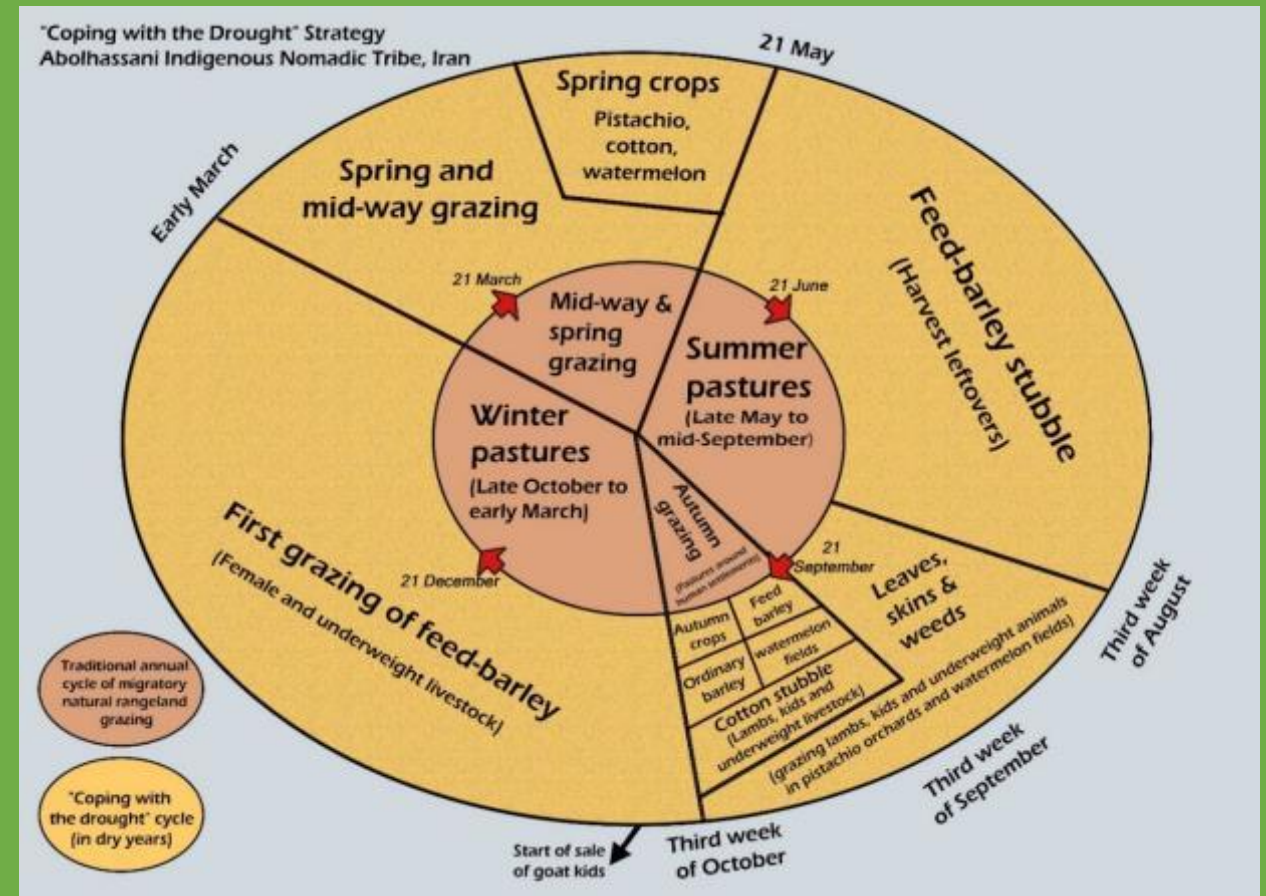 "Coping with the Drought" Strategy
Abolhassani Indigenous Nomadic Tribe, Iran
21 May
Early March
Spring crops
Pistachio,
cotton,
watermelon
Spring and
mid-way grazing
Feed-barley stubble
(Harvest leftovers)
21 March
21 June
Mid-way &
spring
grazing
Summer
pastures
(Late May to
mid-September)
Winter
pastures
(Late October to
early March)
Autumn
grazing
(Pastures around
human settlements)
21 December
21
September
First grazing of feed-barley
(Female and underweight livestock)
Leaves,
skins &
weeds
(grazing lambs, kids and underweight animals
in pistachio orchards and watermelon fields)
Autumn
crops
Feed
barley
Ordinary
barley
watermelon
fields
Cotton stubble
(Lambs, kids and
underweight livestock)
Third week
of August
Third week
of September
Third week
of October
Start of sale
of goat kids
Traditional annual
cycle of migratory
natural rangeland
grazing
"Coping with
the drought" cycle
(in dry years)